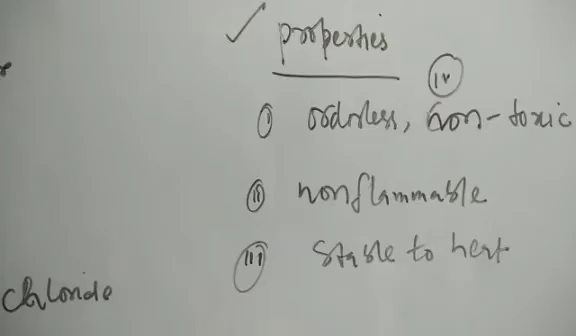 ✓ properties
(i) odorless, (iv) non-toxic
(ii) nonflammable
(iii) stable to heat
chloride